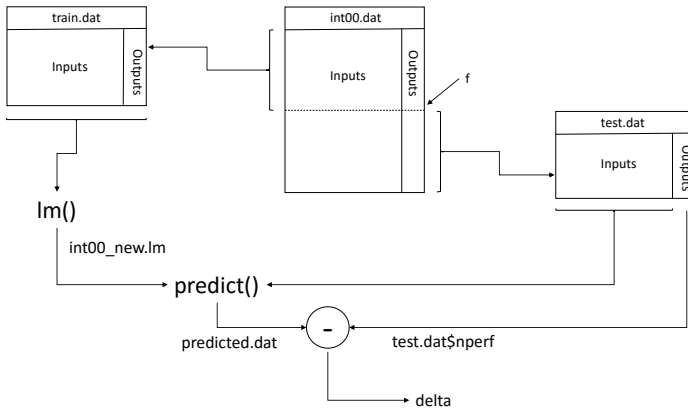 train.dat
Inputs
Outputs
int00.dat
Inputs
Outputs
f
test.dat
Inputs
Outputs
lm()
int00_new.lm
predict()
predicted.dat
-
test.dat$nperf
delta